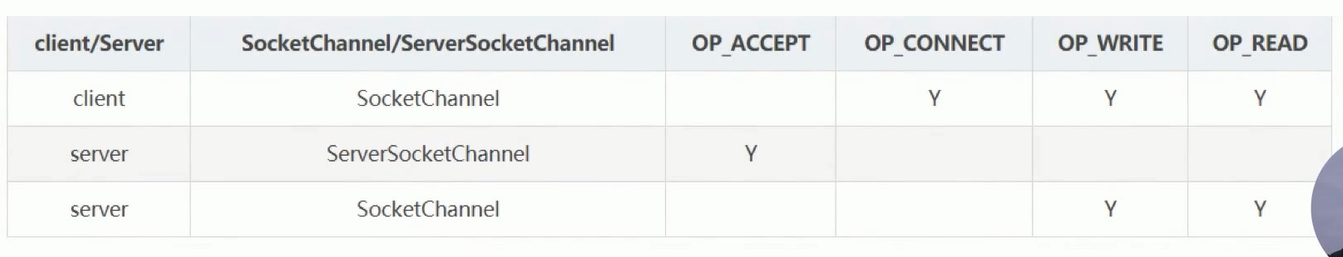 client/Server SocketChannel/ServerSocketChannel OP_ACCEPT OP_CONNECT OP_WRITE OP_READ
client SocketChannel Y Y Y
server ServerSocketChannel Y
server SocketChannel Y Y